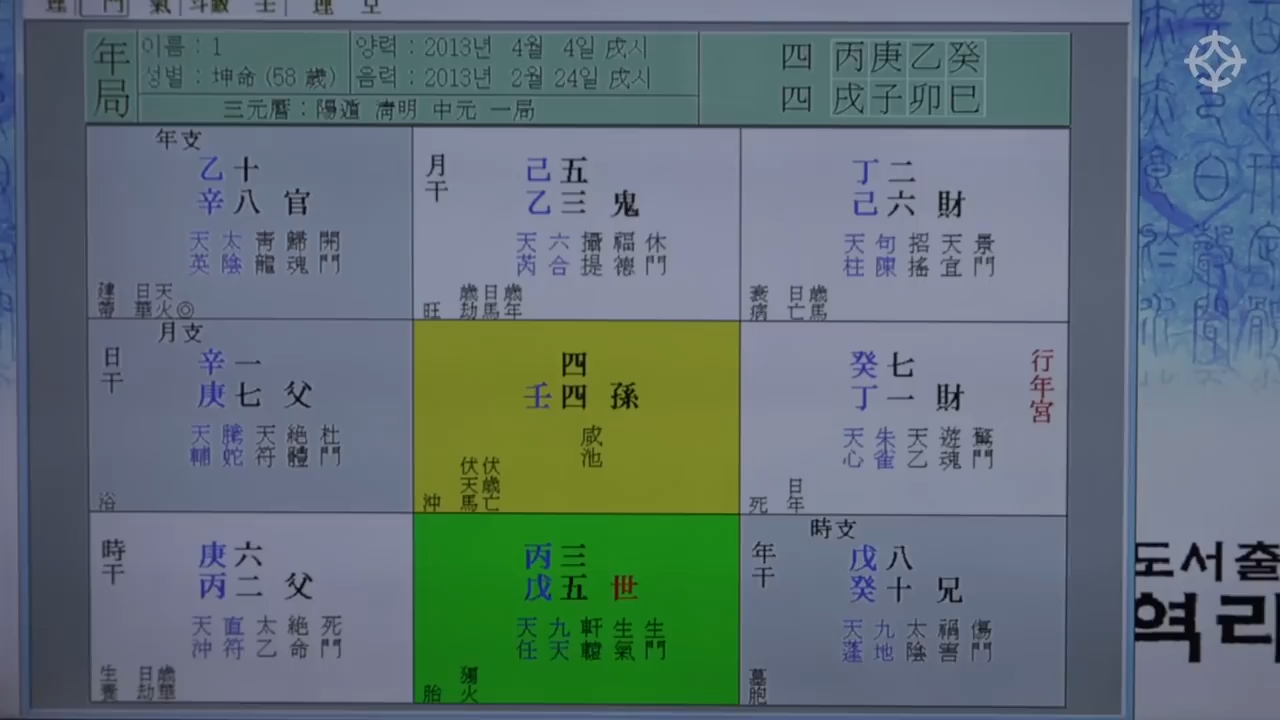 年局
이름 : 1
성별 : 坤命 (58 歲)
양력 : 2013년 4월 4일 戌시
음력 : 2013년 2월 24일 戌시
三元曆 : 陽遁 淸明 中元 一局
四 丙庚乙癸
四 戌子卯巳
年支
乙十
辛八 官
天太靑歸開
英陰龍魂門
日天
華火◎
月干
己五
乙三 鬼
天六攝福休
芮合提德門
歲日歲
旺 劫馬年
丁二
己六 財
天句招天景
柱陳搖宜門
衰 日歲
病 亡馬
月支
日干
辛一
庚七 父
天騰天絶杜
輔蛇符體門
浴
四
壬四 孫
咸池
伏伏
天歲
沖 馬亡
癸七
丁一 財
行年宮
天朱天遊驚
心雀乙魂門
日
死 年
時干
庚六
丙二 父
天直太絶死
沖符乙命門
生 日歲
養 劫華
丙三
戊五 世
天九軒生生
任天轅氣門
胎 火
時支
年干
戊八
癸十 兄
天九太禍傷
蓬地陰害門
墓
胞
도서출
혁리